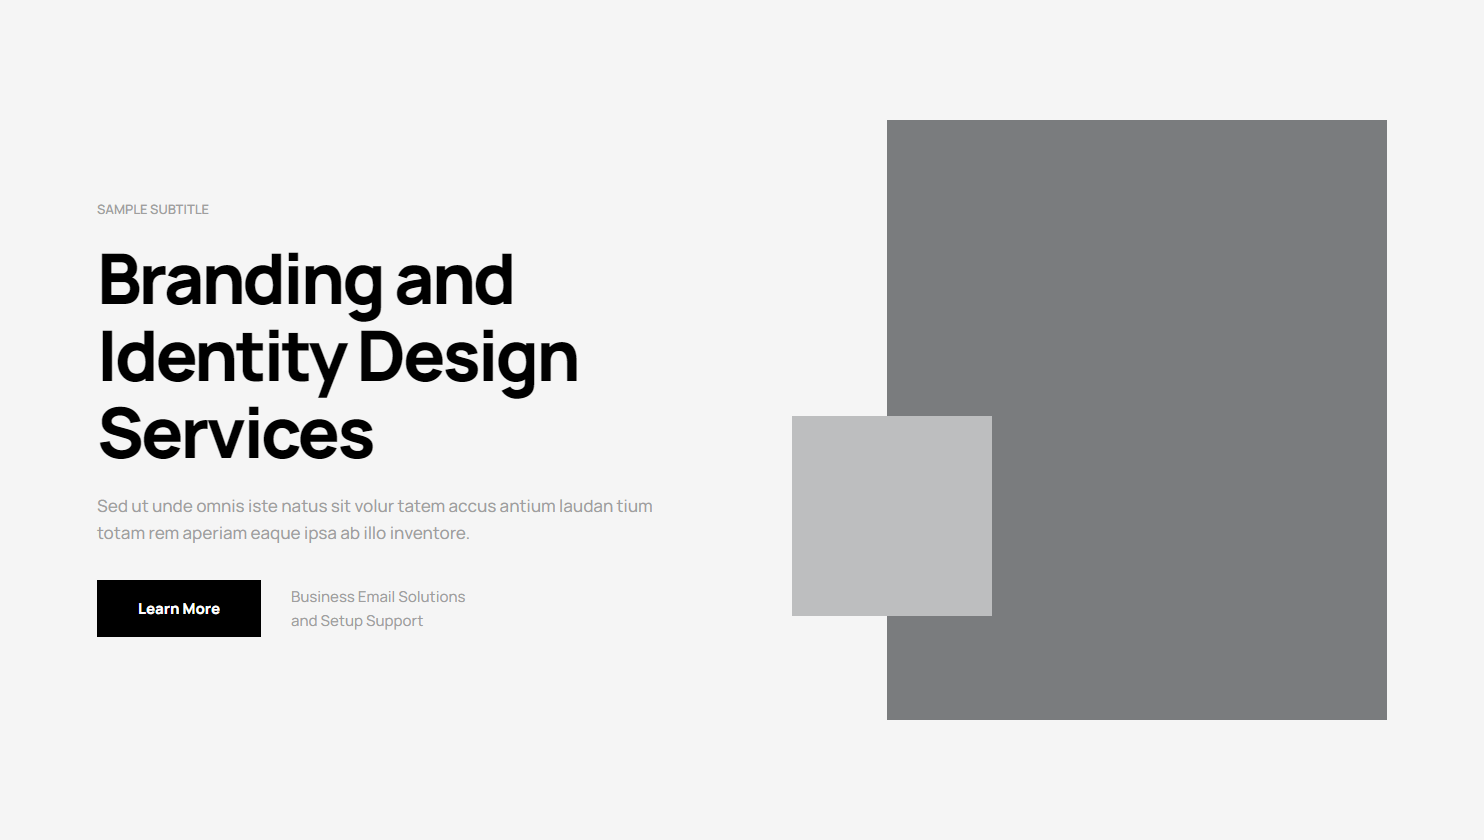 SAMPLE SUBTITLE
Branding and
Identity Design
Services
Sed ut unde omnis iste natus sit volur tatem accus antium laudan tium
totam rem aperiam eaque ipsa ab illo inventore.
Learn More
Business Email Solutions
and Setup Support